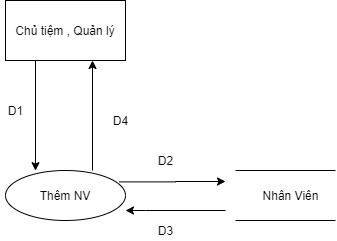 Chủ tiệm , Quản lý
D1
D4
D2
Thêm NV
Nhân Viên
D3